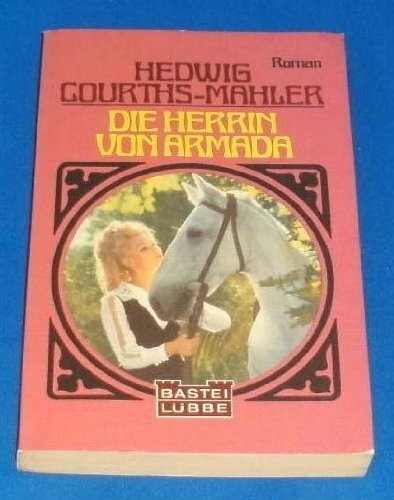 Roman
HEDWIG
COURTHS-MAHLER
DIE HERRIN
VON ARMADA
BASTEI
LÜBBE